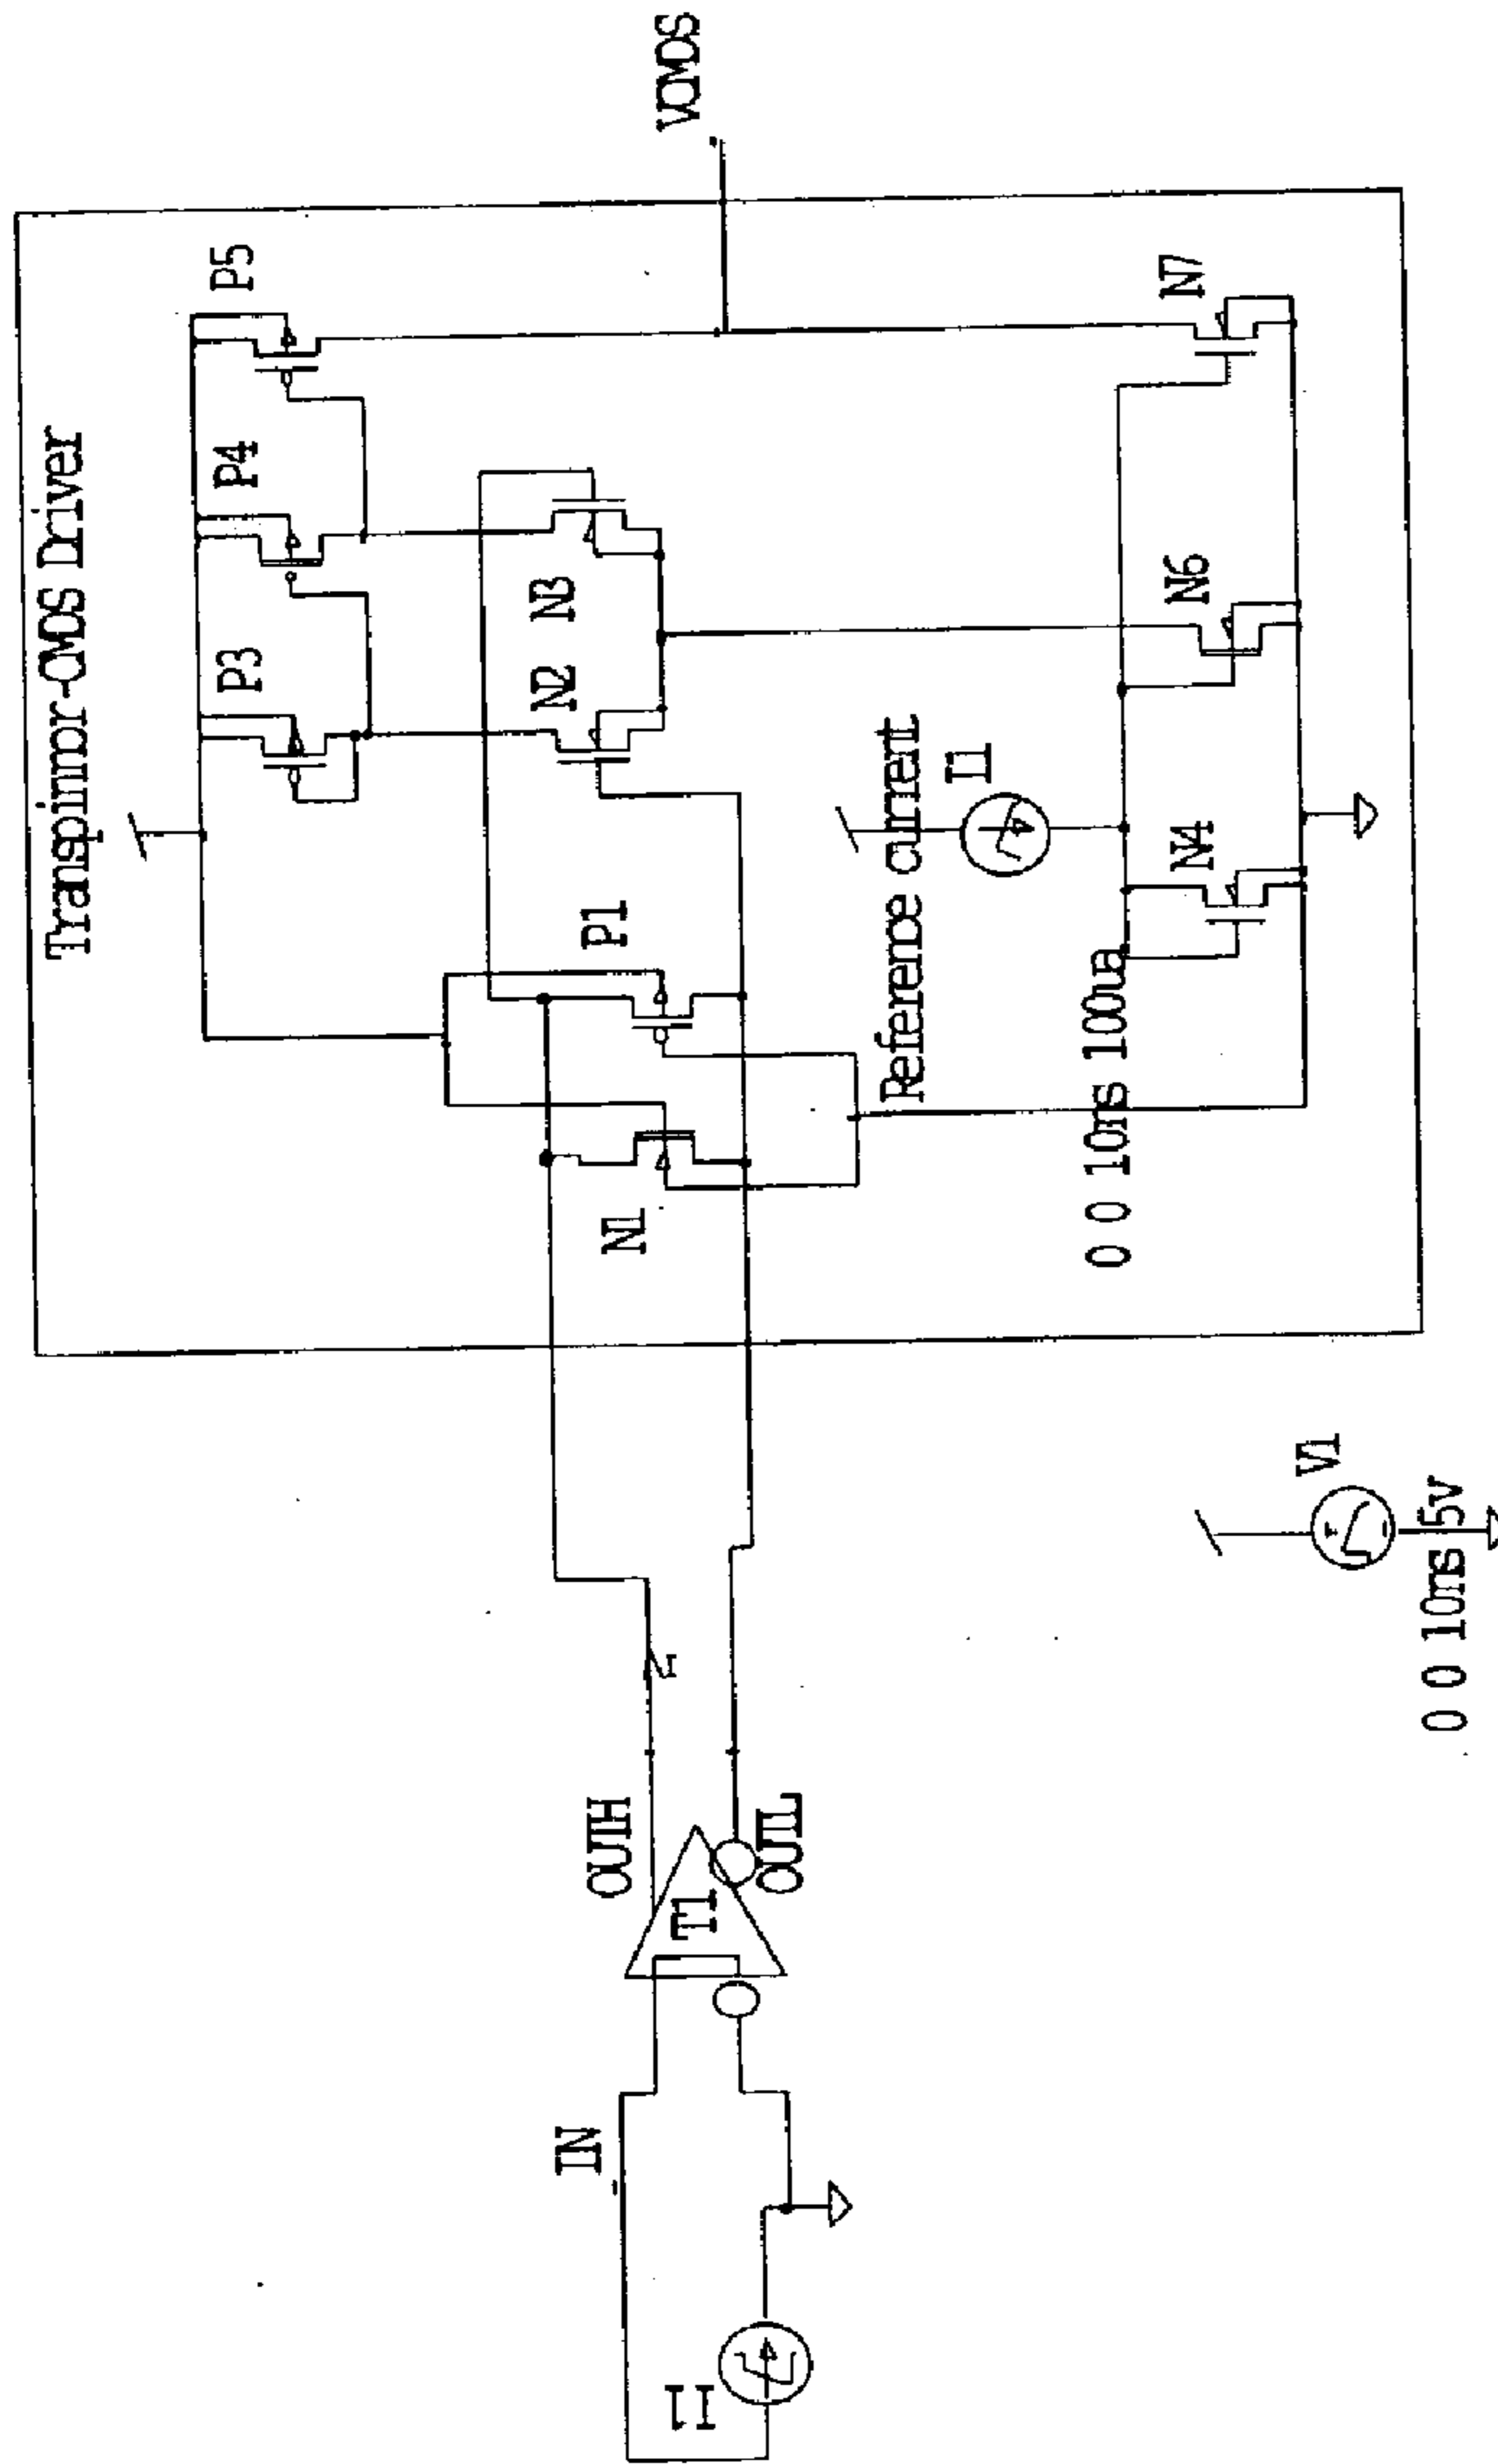 Transpinnor-CMOS Driver
P3
P4
P5
N1
P1
N2
N3
VCMOS
Reference current
I1
0 0 10ns 100ua
N4
N6
N7
OUTH
T1
OUTL
IN
I1
V1
0 0 10ns 5v